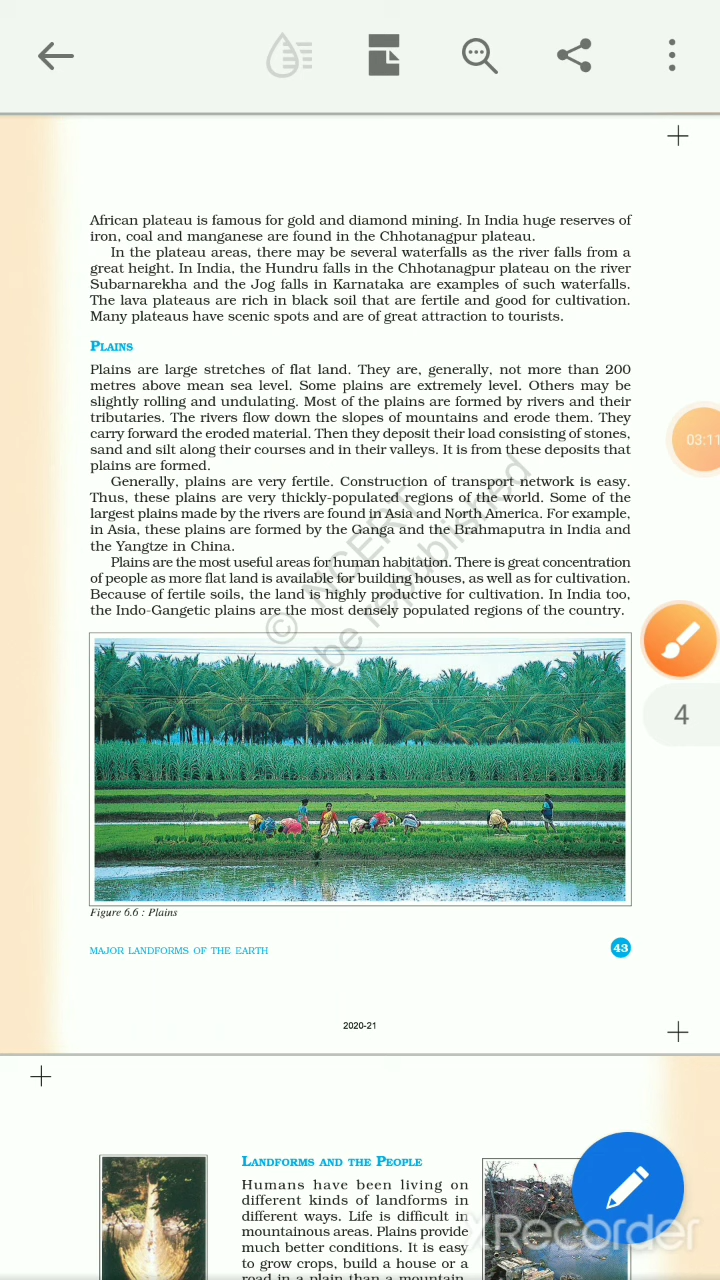 African plateau is famous for gold and diamond mining. In India huge reserves of
iron, coal and manganese are found in the Chhotanagpur plateau.
In the plateau areas, there may be several waterfalls as the river falls from a
great height. In India, the Hundru falls in the Chhotanagpur plateau on the river
Subarnarekha and the Jog falls in Karnataka are examples of such waterfalls.
The lava plateaus are rich in black soil that are fertile and good for cultivation.
Many plateaus have scenic spots and are of great attraction to tourists.
PLAINS
Plains are large stretches of flat land. They are, generally, not more than 200
metres above mean sea level. Some plains are extremely level. Others may be
slightly rolling and undulating. Most of the plains are formed by rivers and their
tributaries. The rivers flow down the slopes of mountains and erode them. They
carry forward the eroded material. Then they deposit their load consisting of stones,
sand and silt along their courses and in their valleys. It is from these deposits that
plains are formed.
Generally, plains are very fertile. Construction of transport network is easy.
Thus, these plains are very thickly-populated regions of the world. Some of the
largest plains made by the rivers are found in Asia and North America. For example,
in Asia, these plains are formed by the Ganga and the Brahmaputra in India and
the Yangtze in China.
Plains are the most useful areas for human habitation. There is great concentration
of people as more flat land is available for building houses, as well as for cultivation.
Because of fertile soils, the land is highly productive for cultivation. In India too,
the Indo-Gangetic plains are the most densely populated regions of the country.
© NCERT
be republished
03:11
4
Figure 6.6 : Plains
MAJOR LANDFORMS OF THE EARTH
43
2020-21
LANDFORMS AND THE PEOPLE
Humans have been living on
different kinds of landforms in
different ways. Life is difficult in
mountainous areas. Plains provide
much better conditions. It is easy
to grow crops, build a house or a
road in a plain than a mountain.
XRecorder